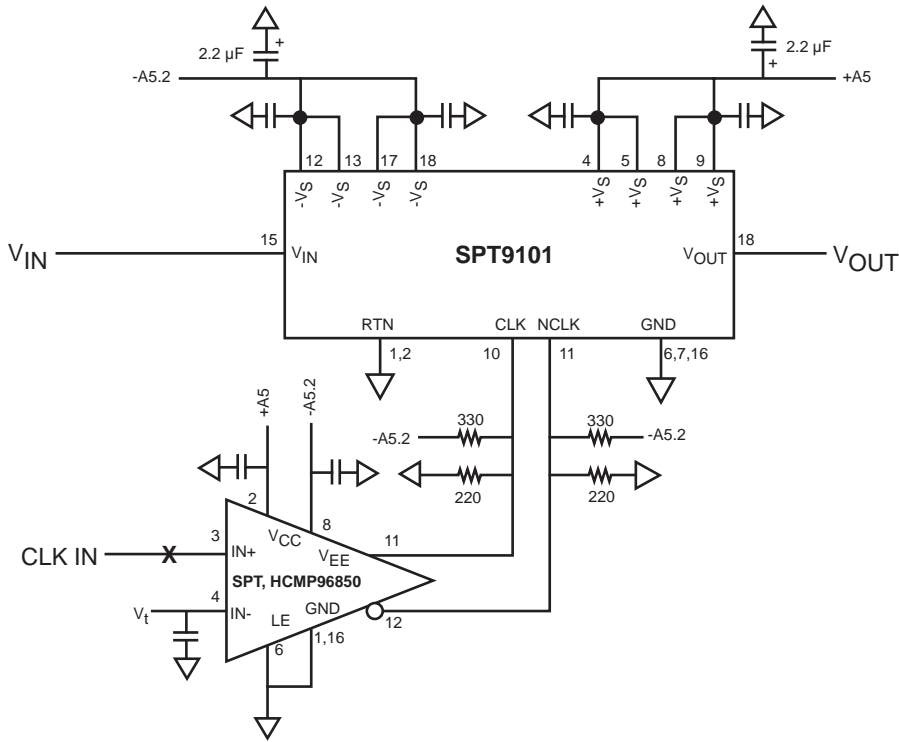 2.2 µF
+
2.2 µF
+
-A5.2
+A5
12 13 17 18 4 5 8 9
-VS -VS -VS -VS +VS +VS +VS +VS
VIN
15
VIN
SPT9101
VOUT
18
VOUT
RTN
CLK
NCLK
GND
1,2
10
11
6,7,16
+A5
-A5.2
330
330
-A5.2
-A5.2
220
220
2
8
VCC
VEE
11
CLK IN
X
3
IN+
SPT, HCMP96850
Vt
4
IN-
GND
LE
12
1,16
6